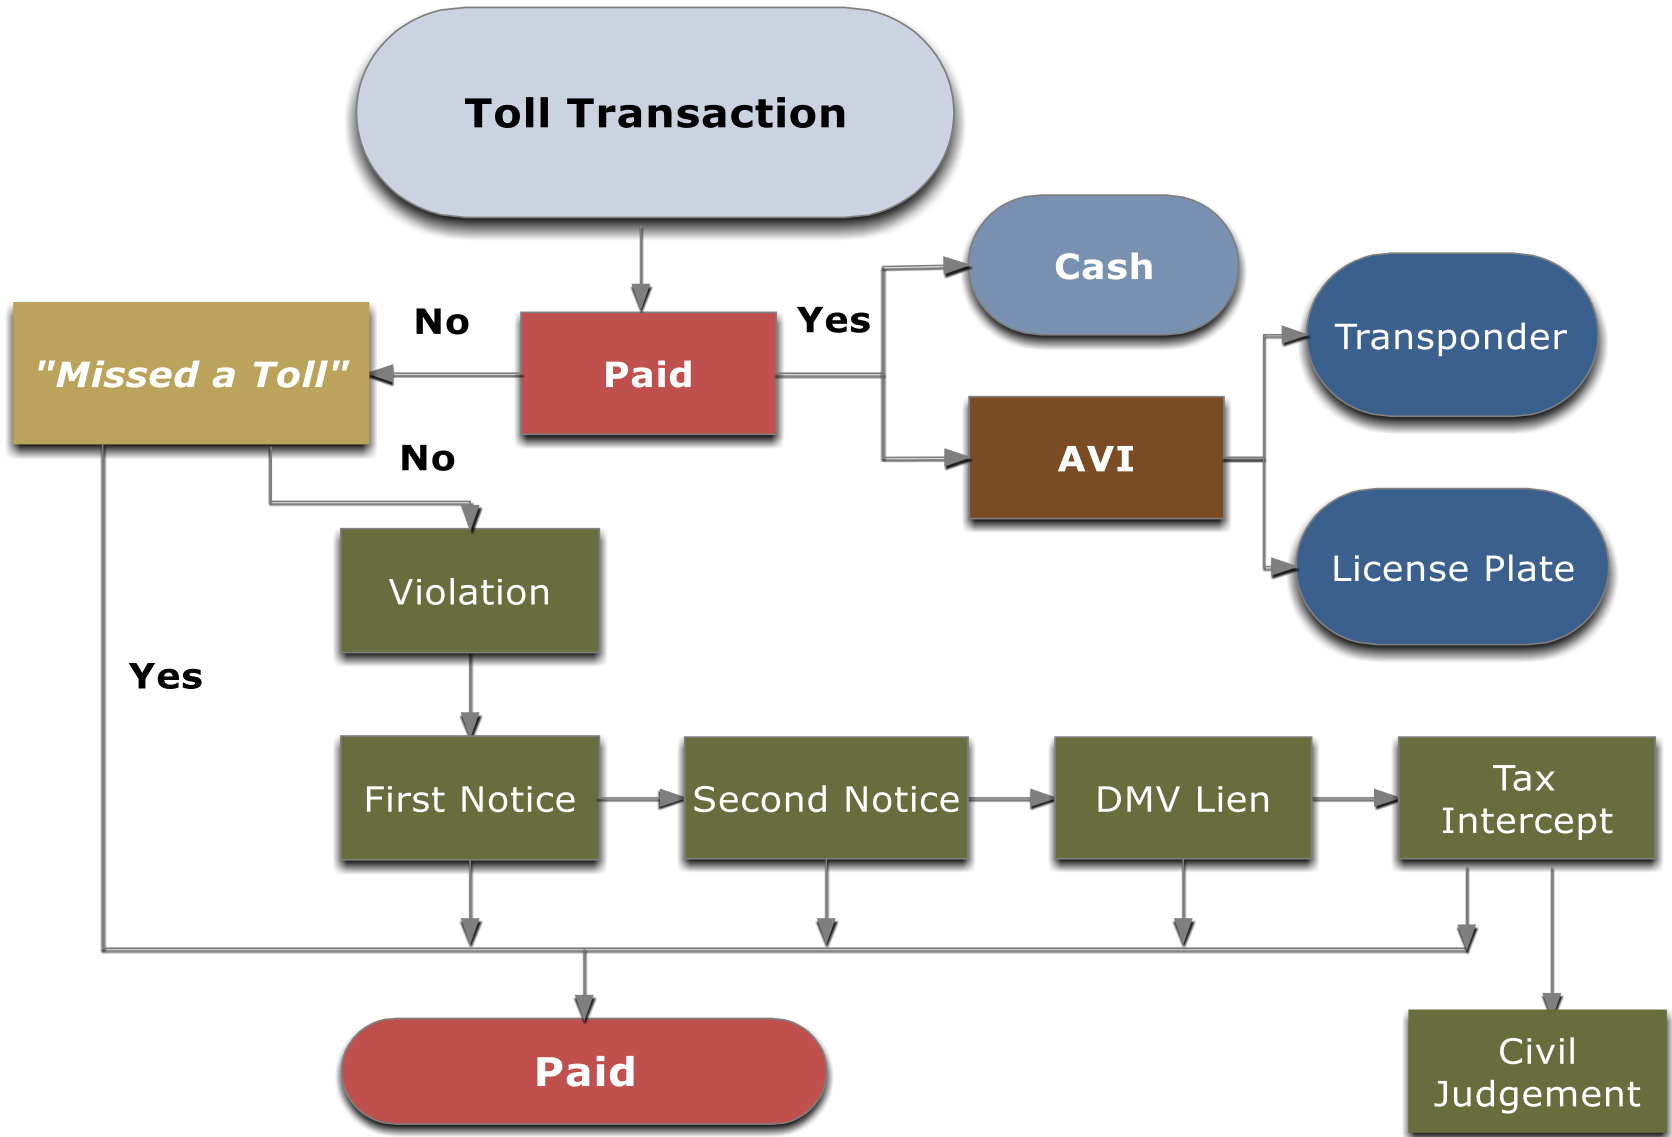 Toll Transaction
Cash
No
Yes
Transponder
"Missed a Toll"
Paid
No
AVI
License Plate
Violation
Yes
First Notice
Second Notice
DMV Lien
Tax
Intercept
Paid
Civil
Judgement